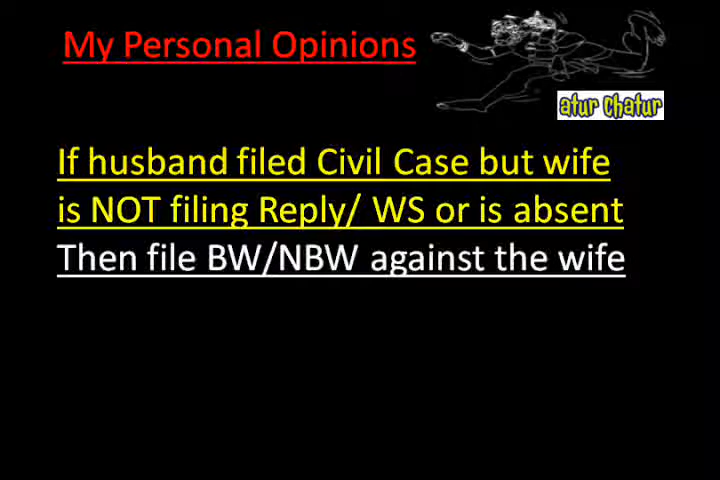 My Personal Opinions
atur chatur
If husband filed Civil Case but wife
is NOT filing Reply/ WS or is absent
Then file BW/NBW against the wife